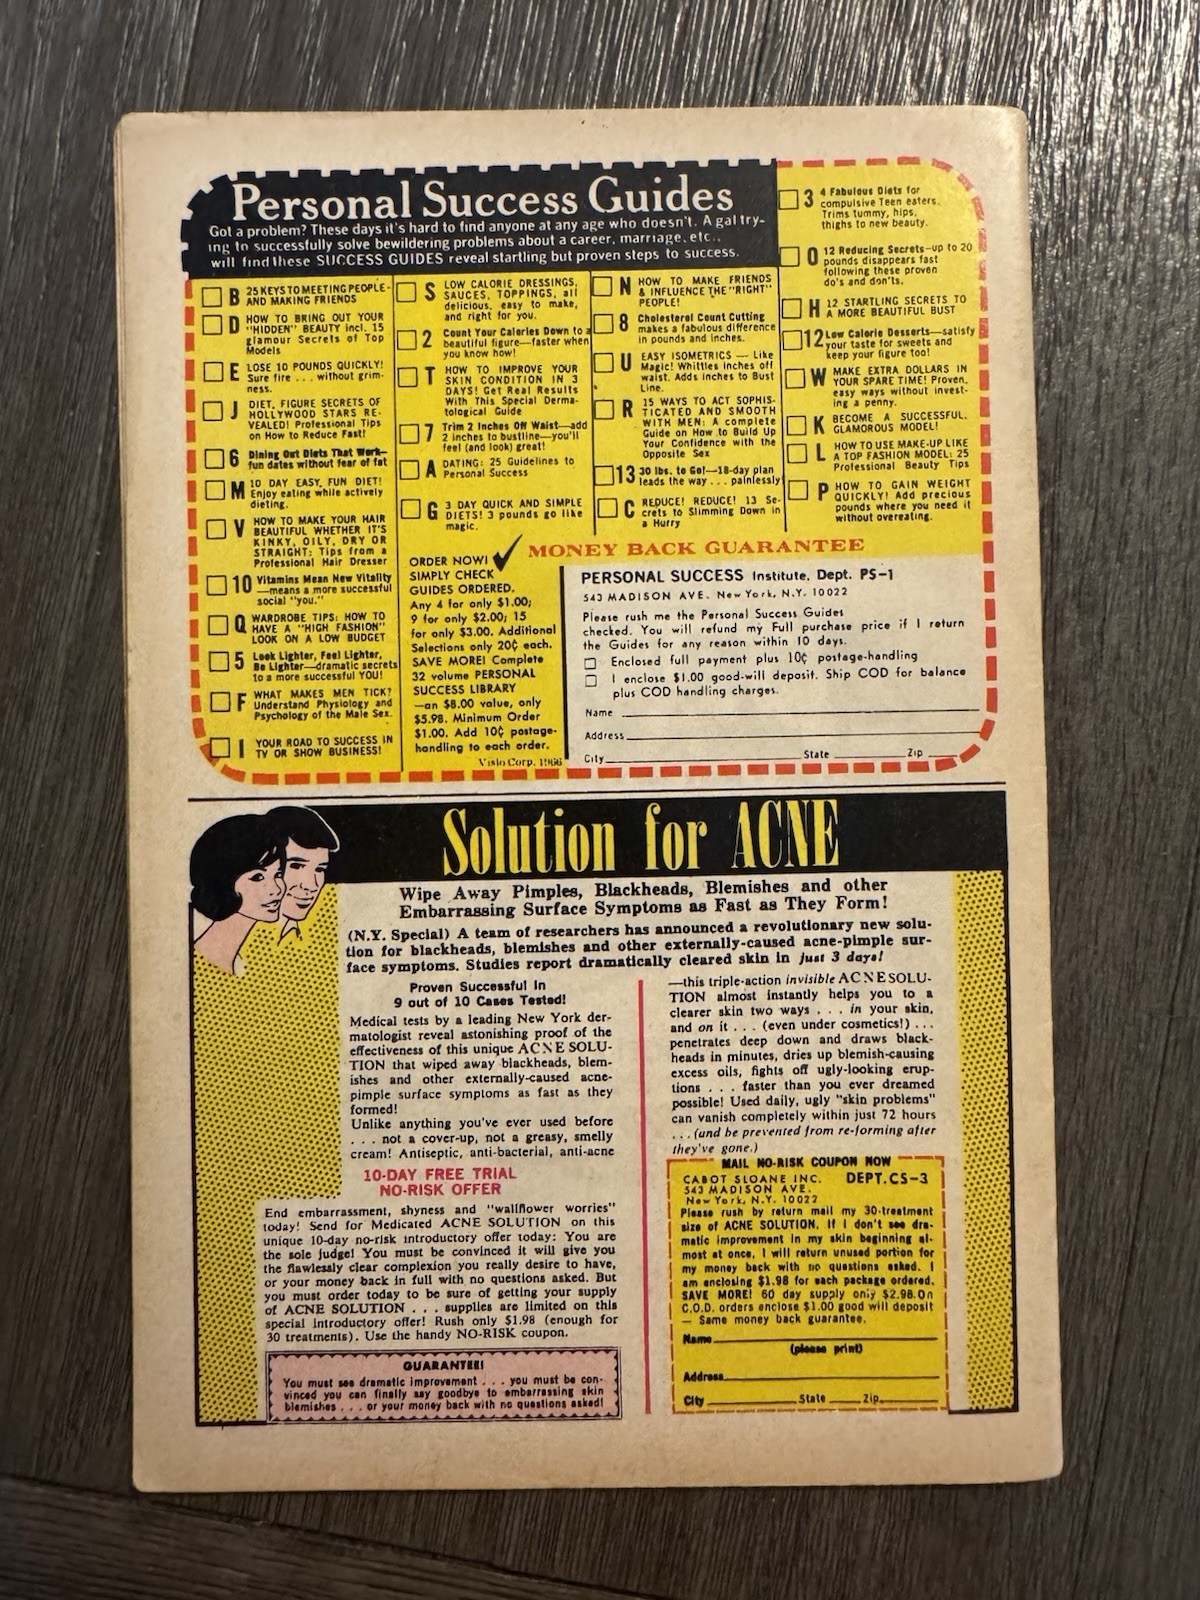 Personal Success Guides
Got a problem? These days it's hard to find anyone at any age who doesn't. A gal try-
ing to successfully solve bewildering problems about a career, marriage, etc.,
will find these SUCCESS GUIDES reveal startling but proven steps to success.
B 25 KEYS TO MEETING PEOPLE-
AND MAKING FRIENDS
D HOW TO BRING OUT YOUR
"HIDDEN" BEAUTY incl. 15
glamour Secrets of Top
Models
E LOSE 10 POUNDS QUICKLY!
Sure fire . . . without grim-
ness.
J DIET, FIGURE SECRETS OF
HOLLYWOOD STARS RE-
VEALED! Professional Tips
on How to Reduce Fast!
6 Dining Out Diets That Work—
fun dates without fear of fat
M 10 DAY EASY, FUN DIET!
Enjoy eating while actively
dieting.
V HOW TO MAKE YOUR HAIR
BEAUTIFUL WHETHER IT'S
KINKY, OILY, DRY OR
STRAIGHT: Tips from a
Professional Hair Dresser
10 Vitamins Mean New Vitality
—means a more successful
social "you."
Q WARDROBE TIPS: HOW TO
HAVE A "HIGH FASHION"
LOOK ON A LOW BUDGET
5 Look Lighter, Feel Lighter,
Be Lighter—dramatic secrets
to a more successful YOU!
F WHAT MAKES MEN TICK?
Understand Physiology and
Psychology of the Male Sex.
I YOUR ROAD TO SUCCESS IN
TV OR SHOW BUSINESS!
S LOW CALORIE DRESSINGS,
SAUCES, TOPPINGS, all
delicious, easy to make,
and right for you.
2 Count Your Calories Down to a
beautiful figure—faster when
you know how!
T HOW TO IMPROVE YOUR
SKIN CONDITION IN 3
DAYS! Get Real Results
With This Special Derma-
tological Guide
7 Trim 2 Inches Off Waist—add
2 inches to bustline—you'll
feel (and look) great!
A DATING: 25 Guidelines to
Personal Success
G 3 DAY QUICK AND SIMPLE
DIETS! 3 pounds go like
magic.
N HOW TO MAKE FRIENDS
& INFLUENCE THE "RIGHT"
PEOPLE!
8 Cholesterol Count Cutting
makes a fabulous difference
in pounds and inches.
U EASY ISOMETRICS — Like
Magic! Whittles inches off
waist. Adds inches to Bust
Line.
R 15 WAYS TO ACT SOPHIS-
TICATED AND SMOOTH
WITH MEN: A complete
Guide on How to Build Up
Your Confidence with the
Opposite Sex
13 30 lbs. to Go!—18-day plan
leads the way . . . painlessly
C REDUCE! REDUCE! 13 Se-
crets to Slimming Down in
a Hurry
3 4 Fabulous Diets for
compulsive Teen eaters.
Trims tummy, hips,
thighs to new beauty.
O 12 Reducing Secrets-up to 20
pounds disappears fast
following these proven
do's and don'ts.
H 12 STARTLING SECRETS TO
A MORE BEAUTIFUL BUST
12 Low Calorie Desserts—satisfy
your taste for sweets and
keep your figure too!
W MAKE EXTRA DOLLARS IN
YOUR SPARE TIME! Proven,
easy ways without invest-
ing a penny.
K BECOME A SUCCESSFUL,
GLAMOROUS MODEL!
L HOW TO USE MAKE-UP LIKE
A TOP FASHION MODEL: 25
Professional Beauty Tips
P HOW TO GAIN WEIGHT
QUICKLY! Add precious
pounds where you need it
without overeating.
ORDER NOW!
SIMPLY CHECK
GUIDES ORDERED.
Any 4 for only $1.00;
9 for only $2.00; 15
for only $3.00. Additional
Selections only 20¢ each.
SAVE MORE! Complete
32 volume PERSONAL
SUCCESS LIBRARY
—an $8.00 value, only
$5.98. Minimum Order
$1.00. Add 10¢ postage-
handling to each order.
Visio Corp. 1966
MONEY BACK GUARANTEE
PERSONAL SUCCESS Institute, Dept. PS-1
543 MADISON AVE. New York, N.Y. 10022
Please rush me the Personal Success Guides
checked. You will refund my Full purchase price if I return
the Guides for any reason within 10 days.
Enclosed full payment plus 10¢ postage-handling
I enclose $1.00 good-will deposit. Ship COD for balance
plus COD handling charges.
Name
Address
City State Zip
Solution for ACNE
Wipe Away Pimples, Blackheads, Blemishes and other
Embarrassing Surface Symptoms as Fast as They Form!
(N.Y. Special) A team of researchers has announced a revolutionary new solu-
tion for blackheads, blemishes and other externally-caused acne-pimple sur-
face symptoms. Studies report dramatically cleared skin in just 3 days!
Proven Successful In
9 out of 10 Cases Tested!
Medical tests by a leading New York der-
matologist reveal astonishing proof of the
effectiveness of this unique ACNE SOLU-
TION that wiped away blackheads, blem-
ishes and other externally-caused acne-
pimple surface symptoms as fast as they
formed!
Unlike anything you've ever used before
. . . not a cover-up, not a greasy, smelly
cream! Antiseptic, anti-bacterial, anti-acne
10-DAY FREE TRIAL
NO-RISK OFFER
End embarrassment, shyness and "wallflower worries"
today! Send for Medicated ACNE SOLUTION on this
unique 10-day no-risk introductory offer today: You are
the sole judge! You must be convinced it will give you
the flawlessly clear complexion you really desire to have,
or your money back in full with no questions asked. But
you must order today to be sure of getting your supply
of ACNE SOLUTION . . . supplies are limited on this
special introductory offer! Rush only $1.98 (enough for
30 treatments). Use the handy NO-RISK coupon.
GUARANTEE!
You must see dramatic improvement . . . you must be con-
vinced you can finally say goodbye to embarrassing skin
blemishes . . . or your money back with no questions asked!
—this triple-action invisible ACNE SOLU-
TION almost instantly helps you to a
clearer skin two ways . . . in your skin,
and on it . . . (even under cosmetics!) . . .
penetrates deep down and draws black-
heads in minutes, dries up blemish-causing
excess oils, fights off ugly-looking erup-
tions . . . faster than you ever dreamed
possible! Used daily, ugly "skin problems"
can vanish completely within just 72 hours
. . . (and be prevented from re-forming after
they've gone.)
MAIL NO-RISK COUPON NOW
CABOT SLOANE INC. DEPT.CS-3
543 MADISON AVE.
New York, N.Y. 10022
Please rush by return mail my 30-treatment
size of ACNE SOLUTION. If I don't see dra-
matic improvement in my skin beginning al-
most at once, I will return unused portion for
my money back with no questions asked. I
am enclosing $1.98 for each package ordered.
SAVE MORE! 60 day supply only $2.98. On
C.O.D. orders enclose $1.00 good will deposit
— Same money back guarantee.
Name
(please print)
Address
City State Zip